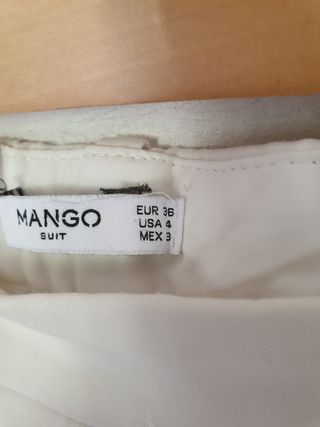 MANGO
SUIT
EUR 36
USA 4
MEX 3